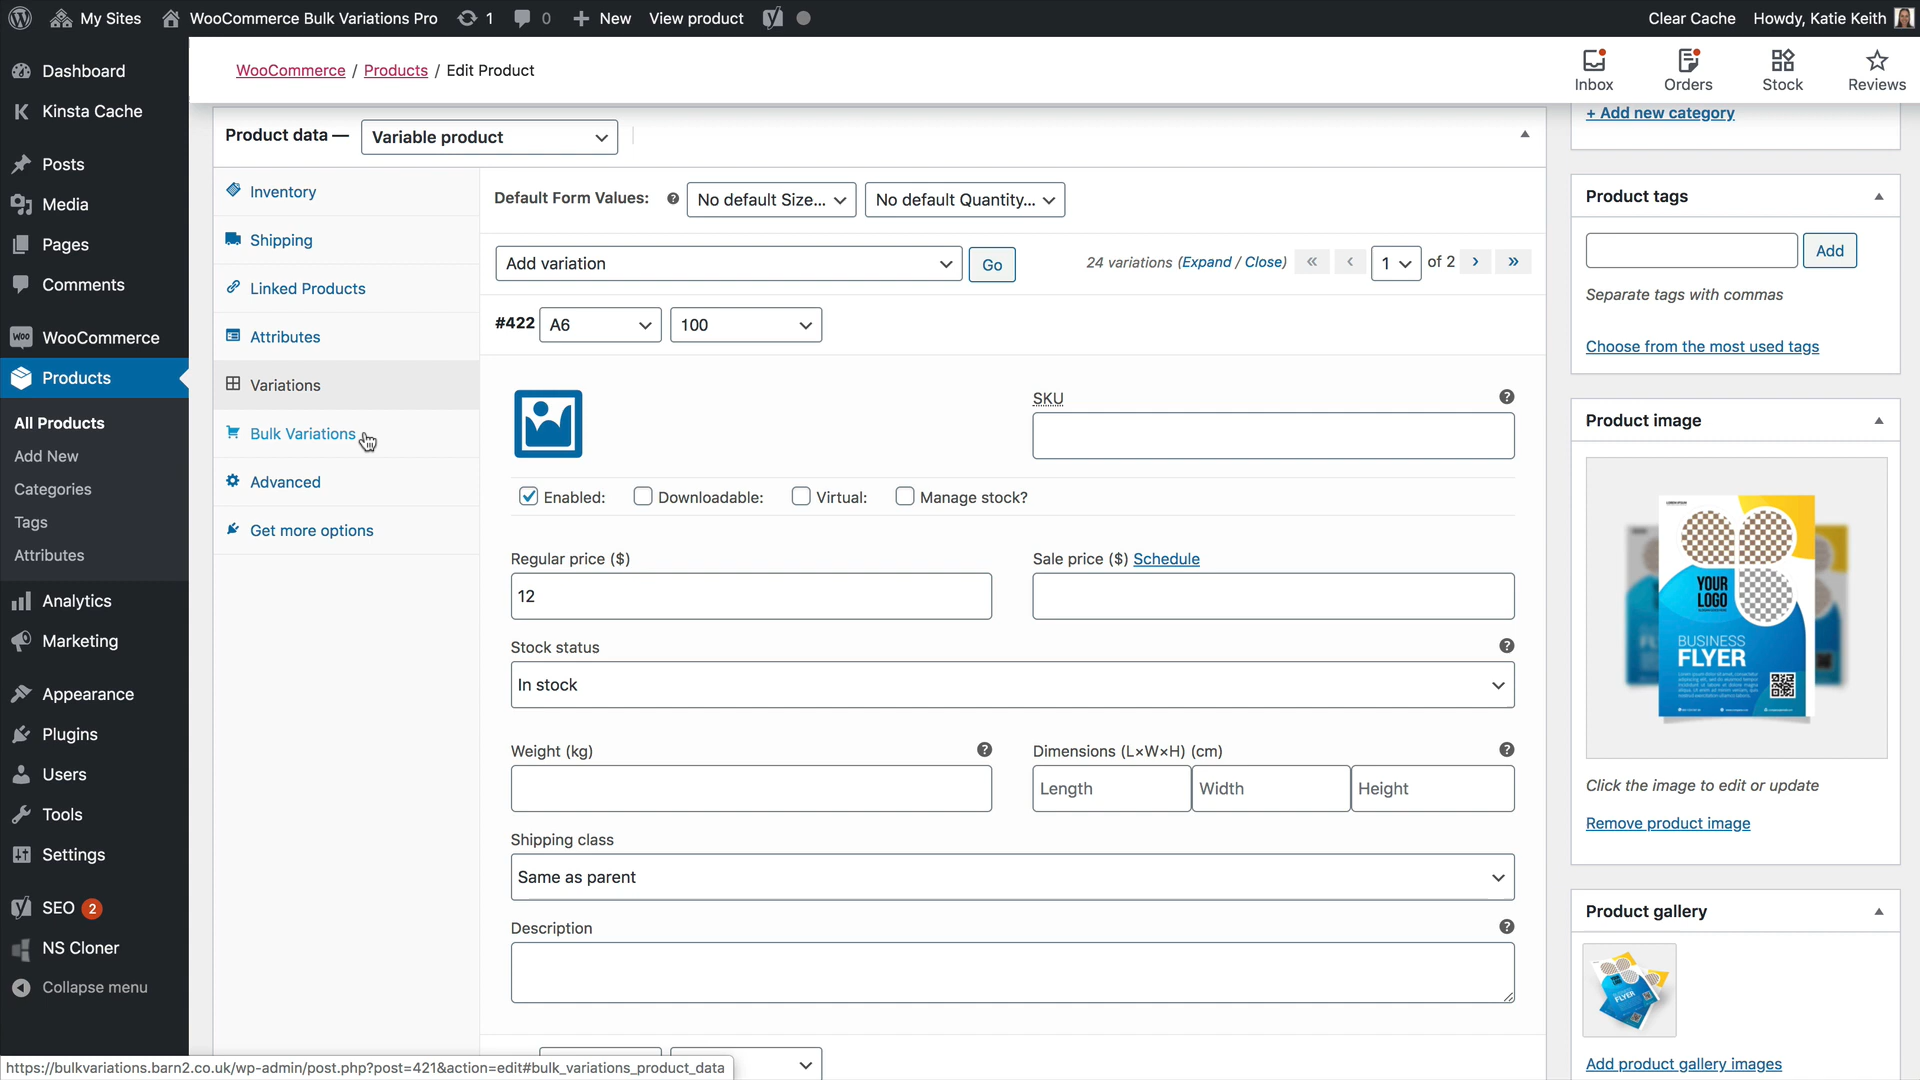 My Sites
WooCommerce Bulk Variations Pro
1
0
New
View product
Clear Cache
Howdy, Katie Keith
Dashboard
Kinsta Cache
Posts
Media
Pages
Comments
WooCommerce
Products
All Products
Add New
Categories
Tags
Attributes
Analytics
Marketing
Appearance
Plugins
Users
Tools
Settings
SEO 2
NS Cloner
Collapse menu
WooCommerce / Products / Edit Product
Inbox
Orders
Stock
Reviews
Product data —
Variable product
Inventory
Shipping
Linked Products
Attributes
Variations
Bulk Variations
Advanced
Get more options
Default Form Values:
No default Size...
No default Quantity...
Add variation
Go
24 variations (Expand / Close)
« ‹ 1 of 2 › »
#422
A6
100
SKU
Enabled:
Downloadable:
Virtual:
Manage stock?
Regular price ($)
12
Sale price ($) Schedule
Stock status
In stock
Weight (kg)
Dimensions (L×W×H) (cm)
Length
Width
Height
Shipping class
Same as parent
Description
+ Add new category
Product tags
Add
Separate tags with commas
Choose from the most used tags
Product image
YOUR
LOGO
BUSINESS
FLYER
Click the image to edit or update
Remove product image
Product gallery
FLYER
Add product gallery images
https://bulkvariations.barn2.co.uk/wp-admin/post.php?post=421&action=edit#bulk_variations_product_data